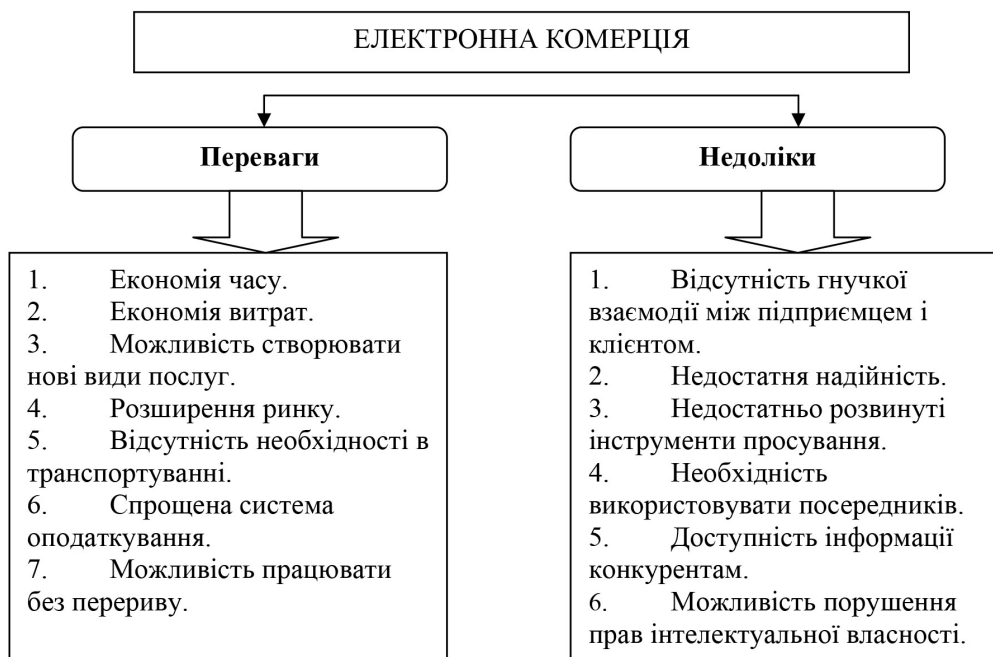 ЕЛЕКТРОННА КОМЕРЦІЯ
Переваги
1. Економія часу.
2. Економія витрат.
3. Можливість створювати
нові види послуг.
4. Розширення ринку.
5. Відсутність необхідності в
транспортуванні.
6. Спрощена система
оподаткування.
7. Можливість працювати
без перериву.
Недоліки
1. Відсутність гнучкої
взаємодії між підприємцем і
клієнтом.
2. Недостатня надійність.
3. Недостатньо розвинуті
інструменти просування.
4. Необхідність
використовувати посередників.
5. Доступність інформації
конкурентам.
6. Можливість порушення
прав інтелектуальної власності.